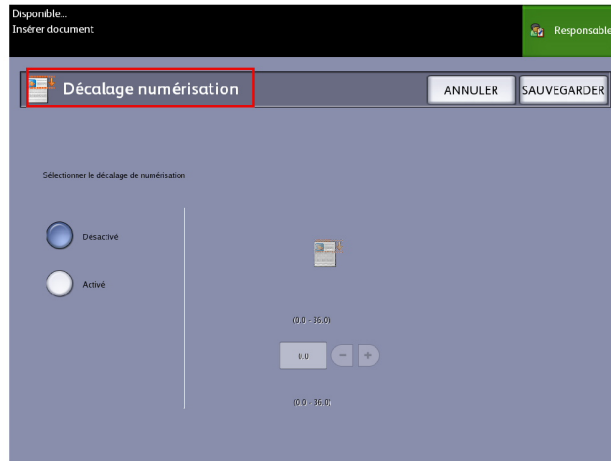 Disponible...
Insérer document
Responsable
Décalage numérisation
ANNULER
SAUVEGARDER
Sélectionner le décalage de numérisation
Désactivé
Activé
(0.0 - 36.0)
0.0
(0.0 - 36.0)